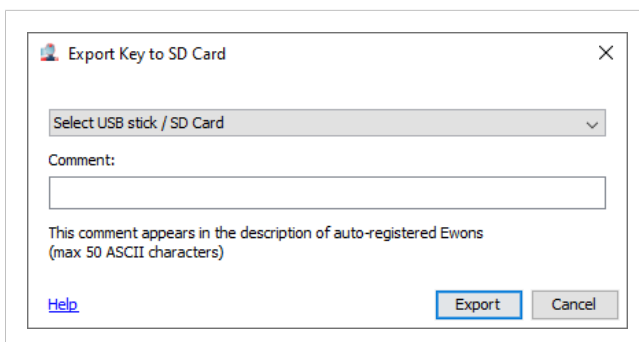 Export Key to SD Card
Select USB stick / SD Card
Comment:
This comment appears in the description of auto-registered Ewons
(max 50 ASCII characters)
Help
Export
Cancel